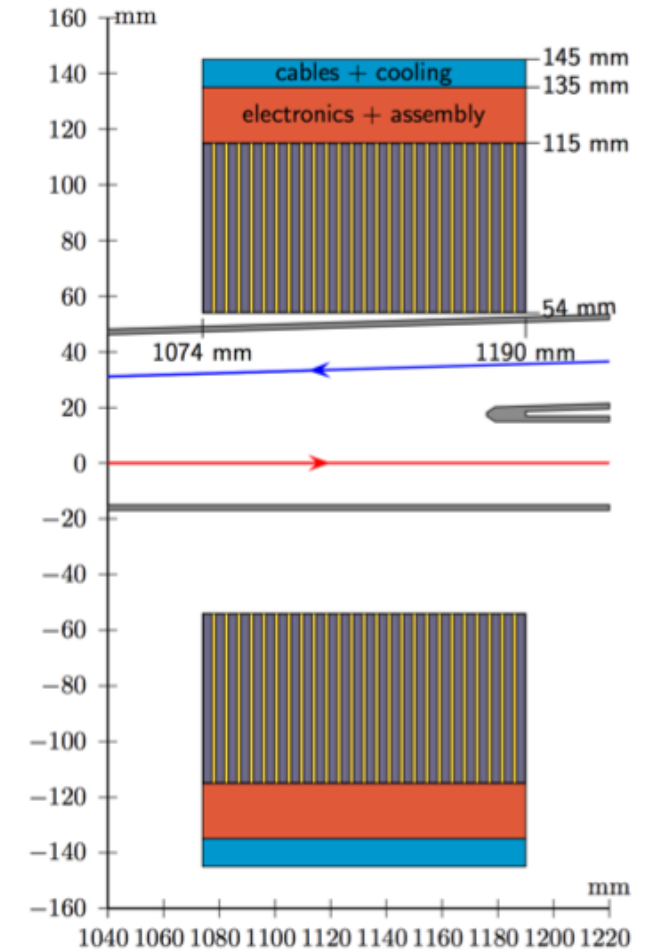 160
mm
145 mm
140
cables + cooling
135 mm
electronics + assembly
120
115 mm
100
80
60
54 mm
40
1074 mm
1190 mm
20
0
−20
−40
−60
−80
−100
−120
−140
mm
−160
1040 1060 1080 1100 1120 1140 1160 1180 1200 1220